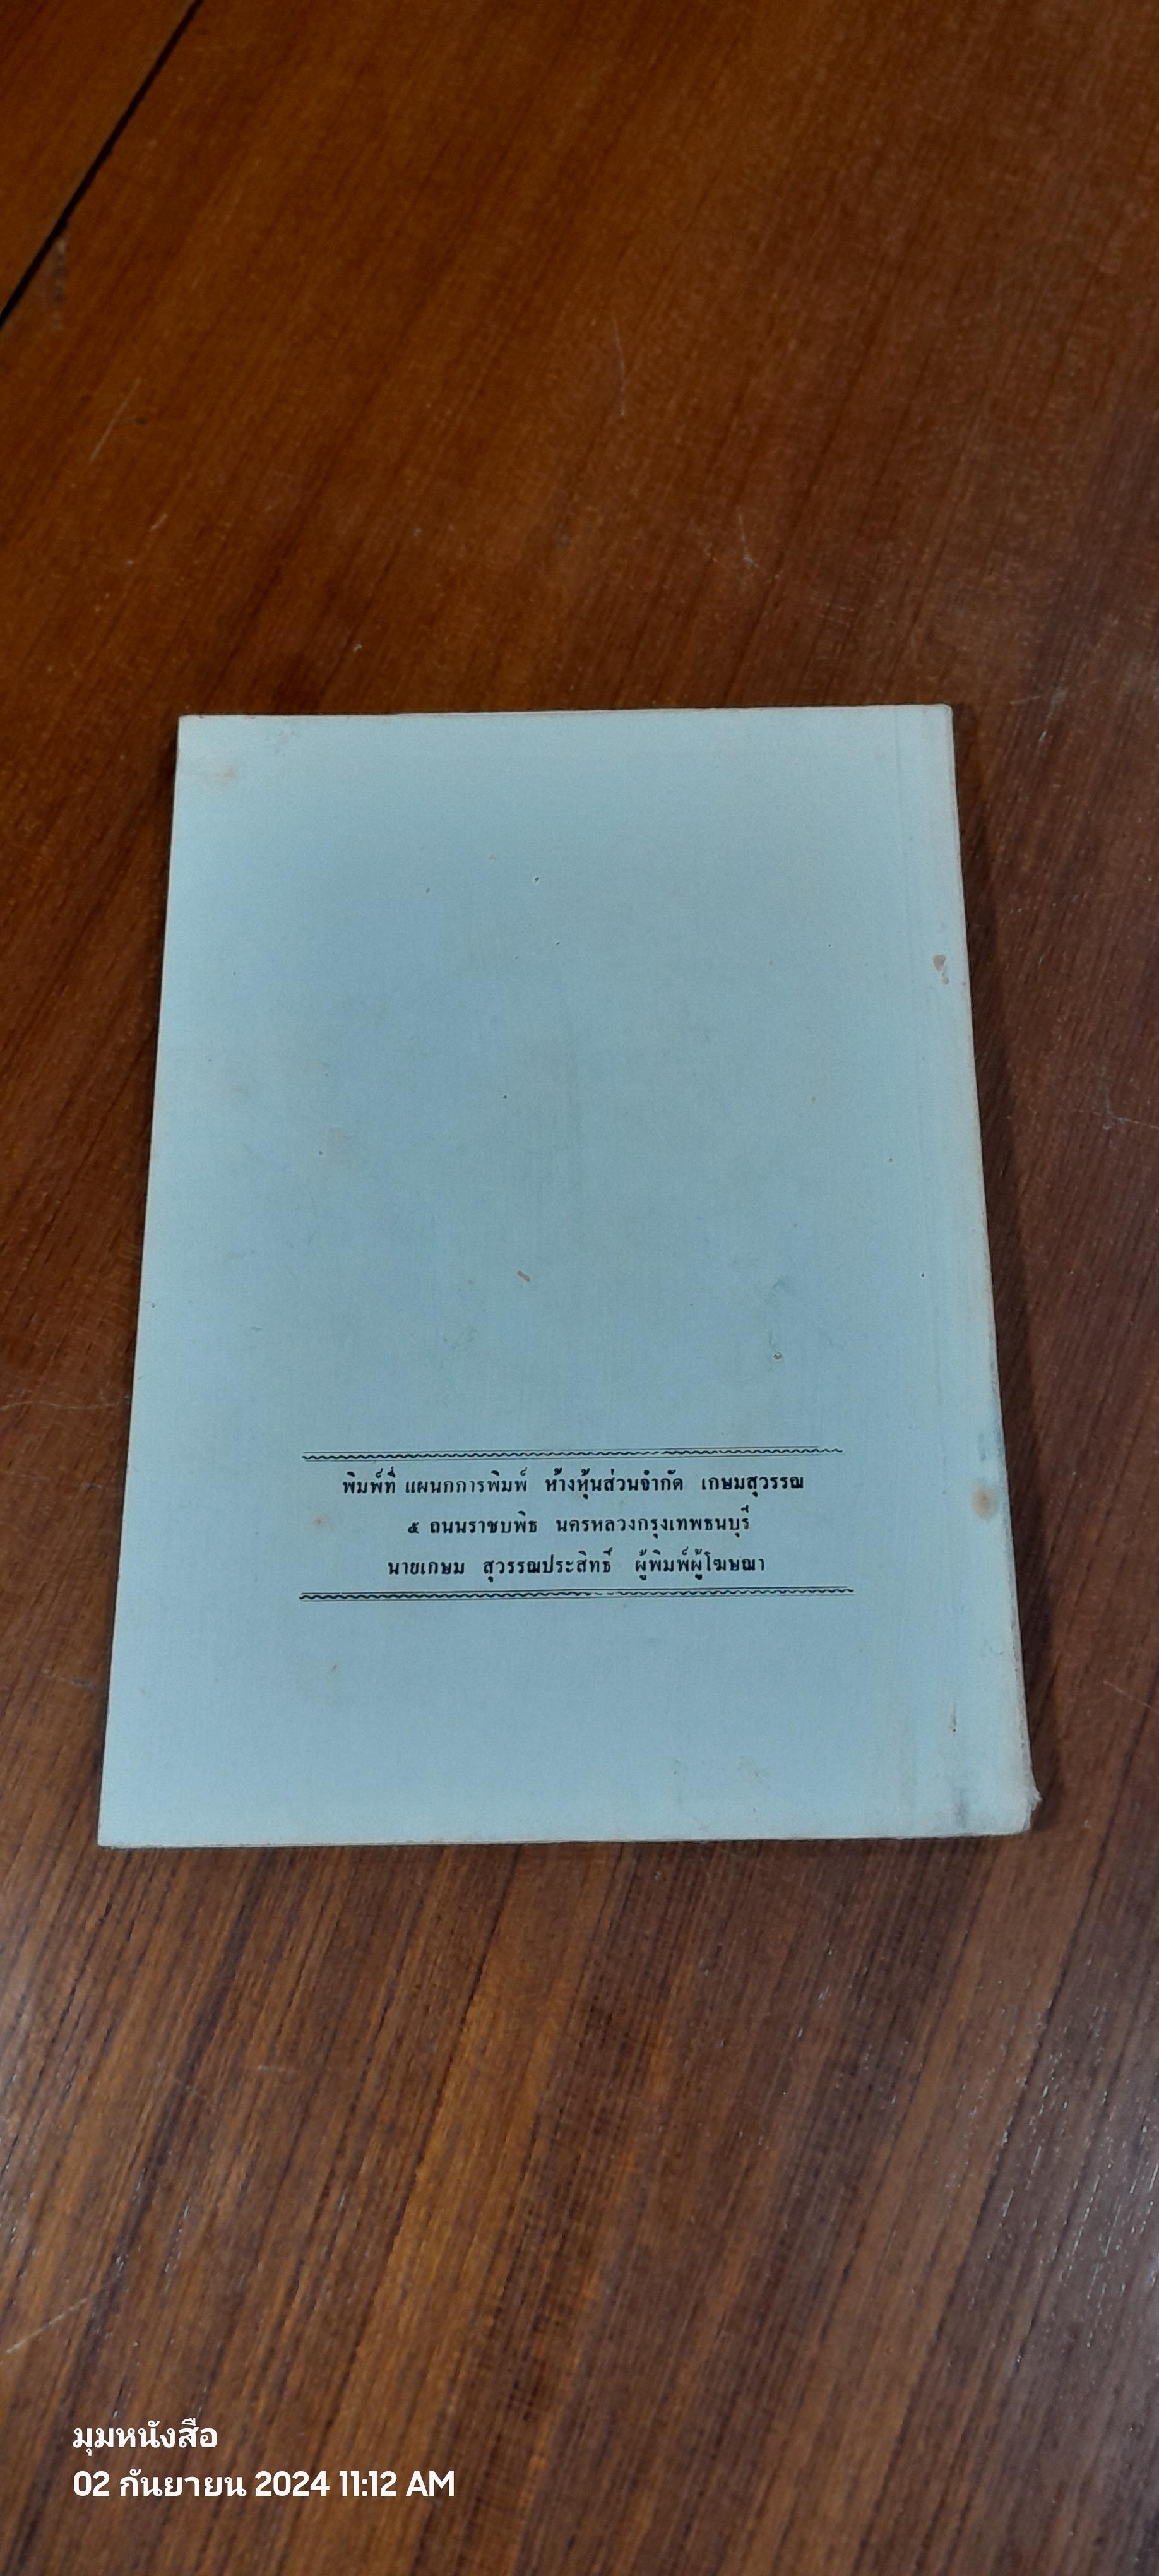 พิมพ์ที่ แผนกการพิมพ์ ห้างหุ้นส่วนจำกัด เกษมสุวรรณ
๕ ถนนราชบพิธ นครหลวงกรุงเทพธนบุรี
นายเกษม สุวรรณประสิทธิ์ ผู้พิมพ์ผู้โฆษณา
มุมหนังสือ
02 กันยายน 2024 11:12 AM